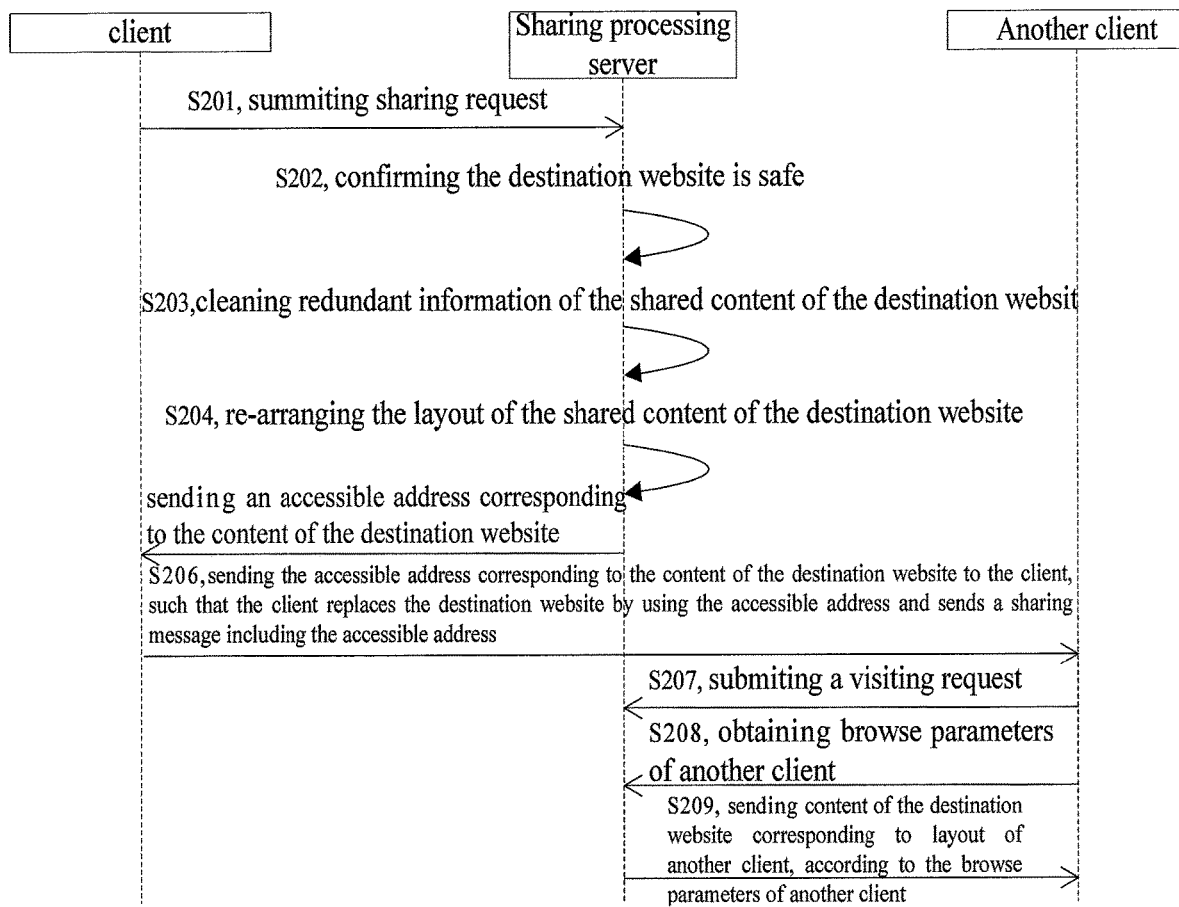 client
Sharing processing
server
Another client
S201, summiting sharing request
S202, confirming the destination website is safe
S203,cleaning redundant information of the shared content of the destination websit
S204, re-arranging the layout of the shared content of the destination website
sending an accessible address corresponding
to the content of the destination website
S206,sending the accessible address corresponding to the content of the destination website to the client,
such that the client replaces the destination website by using the accessible address and sends a sharing
message including the accessible address
S207, submiting a visiting request
S208, obtaining browse parameters
of another client
S209, sending content of the destination
website corresponding to layout of
another client, according to the browse
parameters of another client